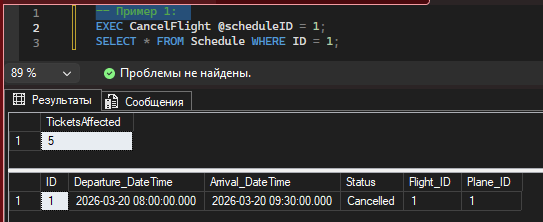 1 -- Пример 1:
2 EXEC CancelFlight @scheduleID = 1;
3 SELECT * FROM Schedule WHERE ID = 1;
89 % Проблемы не найдены.
Результаты Сообщения
TicketsAffected
1 5
ID Departure_DateTime Arrival_DateTime Status Flight_ID Plane_ID
1 1 2026-03-20 08:00:00.000 2026-03-20 09:30:00.000 Cancelled 1 1